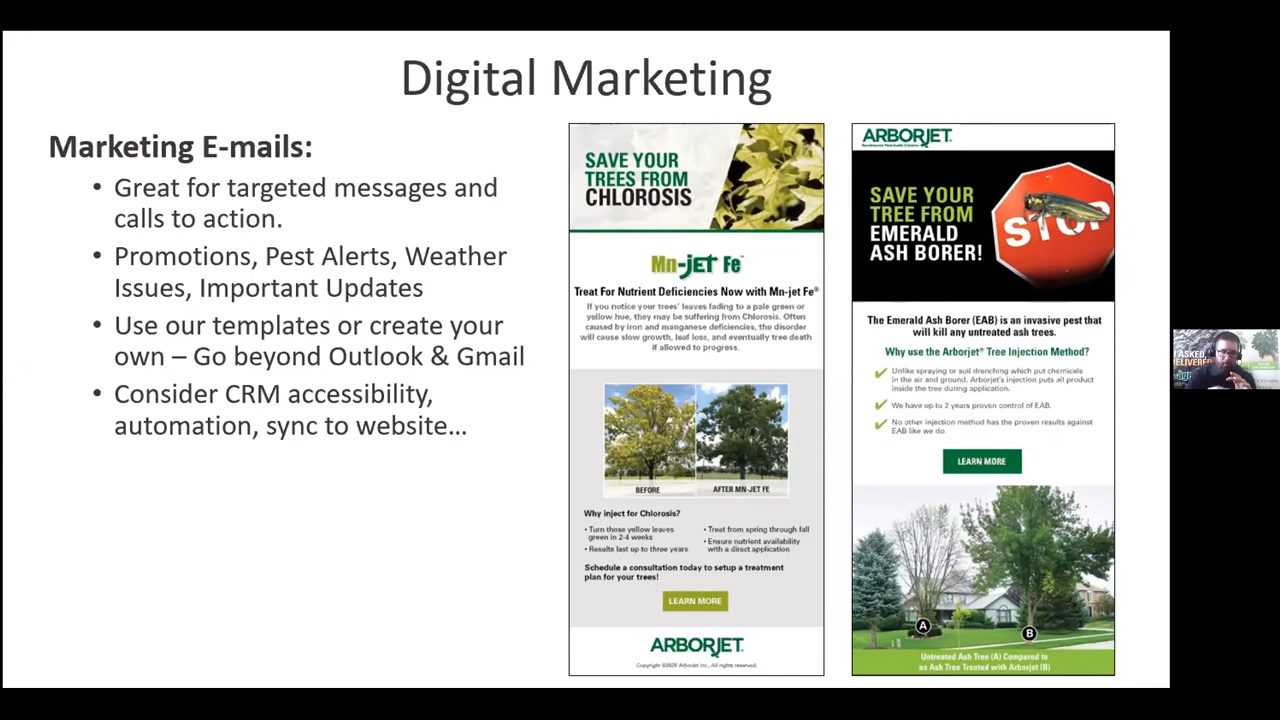 Digital Marketing
Marketing E-mails:
• Great for targeted messages and
calls to action.
• Promotions, Pest Alerts, Weather
Issues, Important Updates
• Use our templates or create your
own – Go beyond Outlook & Gmail
• Consider CRM accessibility,
automation, sync to website…
SAVE YOUR
TREES FROM
CHLOROSIS
Mn-jet Fe™
Treat For Nutrient Deficiencies Now with Mn-jet Fe®
If you notice your trees' leaves fading to a pale green or
yellow hue, they may be suffering from Chlorosis. Often
caused by iron and manganese deficiencies, the disorder
will cause slow growth, leaf loss, and eventually tree death
if allowed to progress.
BEFORE
AFTER MN-JET FE
Why inject for Chlorosis?
• Turn those yellow leaves
green in 2-4 weeks
• Results last up to three years
• Treat from spring through fall
• Ensure nutrient availability
with a direct application
Schedule a consultation today to setup a treatment
plan for your trees!
LEARN MORE
ARBORJET
Arborjet Inc., All rights reserved.
ARBORJET
SAVE YOUR
TREE FROM
EMERALD
ASH BORER!
STOP
The Emerald Ash Borer (EAB) is an invasive pest that
will kill any untreated ash trees.
Why use the Arborjet® Tree Injection Method?
Unlike spraying or soil drenching which put chemicals
in the air and ground, Arborjet's injection puts all product
inside the tree during application.
We have up to 2 years proven control of EAB.
No other injection method has the proven results against
EAB like we do.
LEARN MORE
A
B
Untreated Ash Tree (A) Compared to
an Ash Tree Treated with Arborjet (B)
ASKED,
DELIVERED